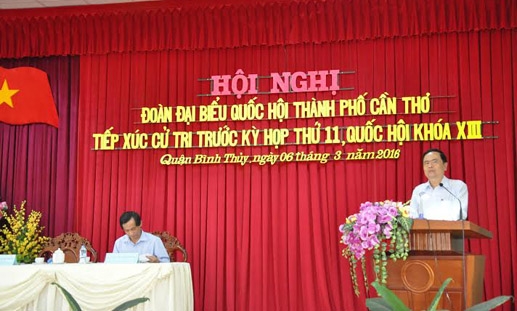 HỘI NGHỊ
ĐOÀN ĐẠI BIỂU QUỐC HỘI THÀNH PHỐ CẦN THƠ
TIẾP XÚC CỬ TRI TRƯỚC KỲ HỌP THỨ 11, QUỐC HỘI KHÓA XIII
Quận Bình Thủy, ngày 06 tháng 3 năm 2016